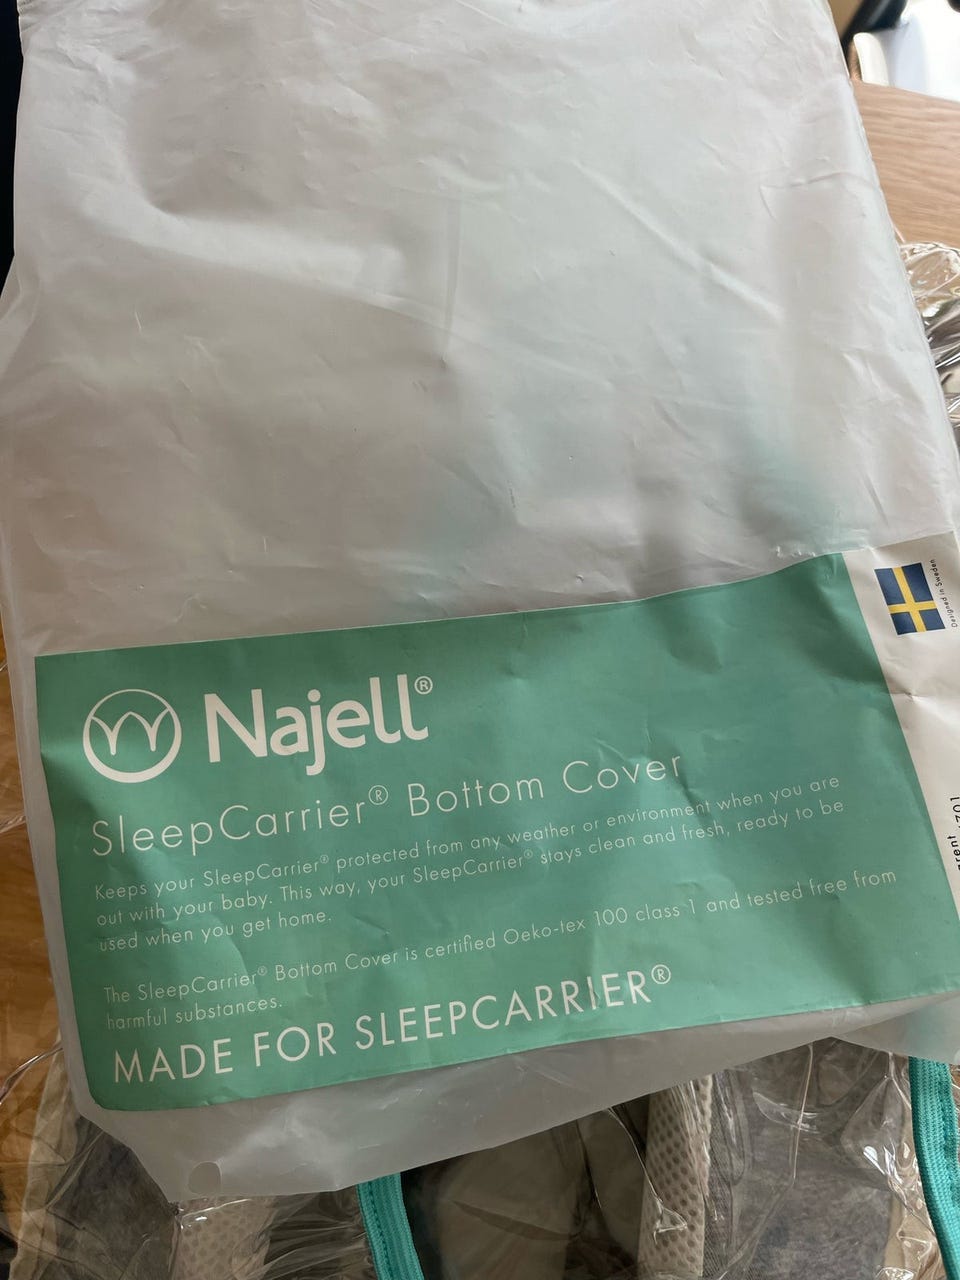 Designed in Sweden
Najell®
SleepCarrier® Bottom Cover
Keeps your SleepCarrier® protected from any weather or environment when you are
out with your baby. This way, your SleepCarrier® stays clean and fresh, ready to be
used when you get home.
The SleepCarrier® Bottom Cover is certified Oeko-tex 100 class 1 and tested free from
harmful substances.
MADE FOR SLEEPCARRIER®